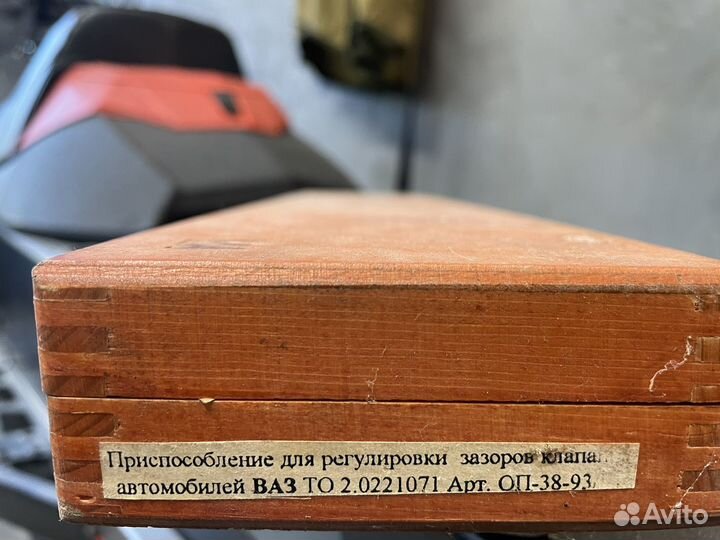 Приспособление для регулировки зазоров клапа
автомобилей ВАЗ ТО 2.0221071 Арт. ОП-38-93.
Avito